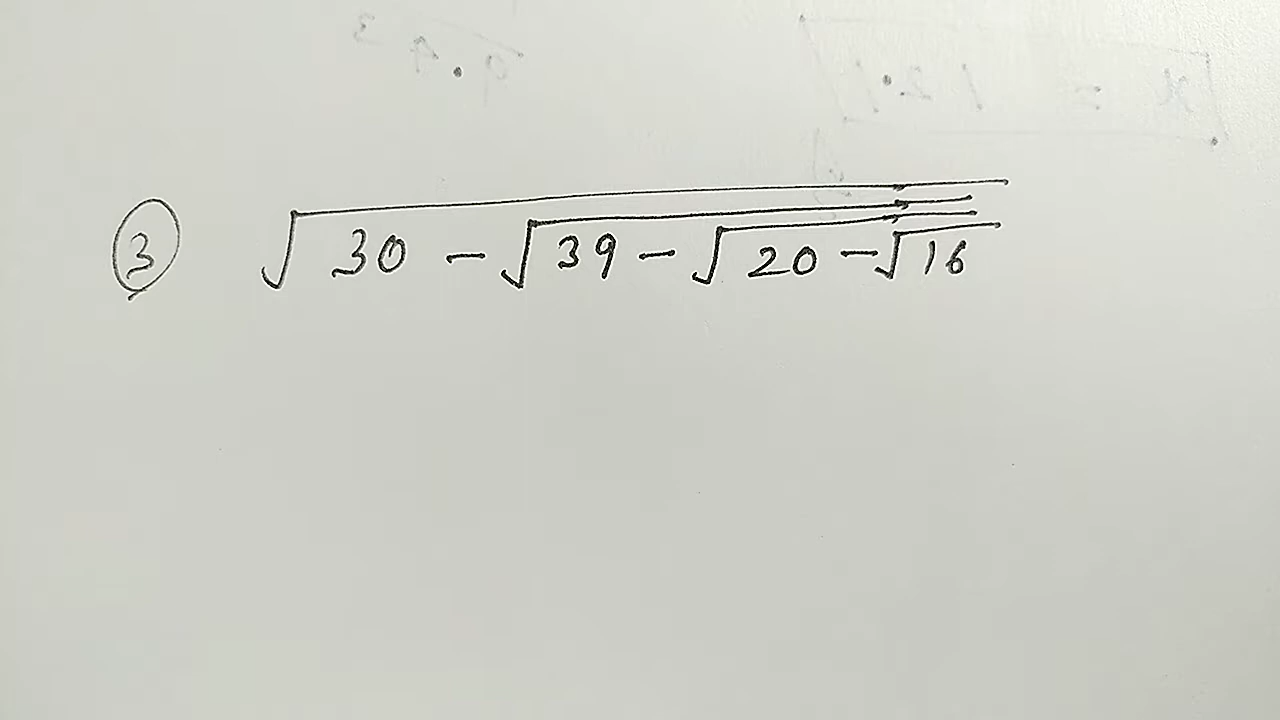 ③ √(30 - √(39 - √(20 - √16)))